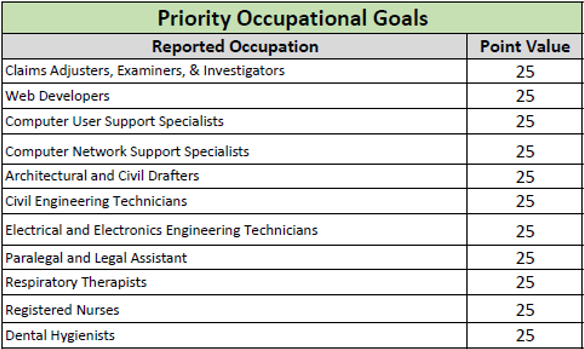 Priority Occupational Goals
Reported Occupation Point Value
Claims Adjusters, Examiners, & Investigators 25
Web Developers 25
Computer User Support Specialists 25
Computer Network Support Specialists 25
Architectural and Civil Drafters 25
Civil Engineering Technicians 25
Electrical and Electronics Engineering Technicians 25
Paralegal and Legal Assistant 25
Respiratory Therapists 25
Registered Nurses 25
Dental Hygienists 25